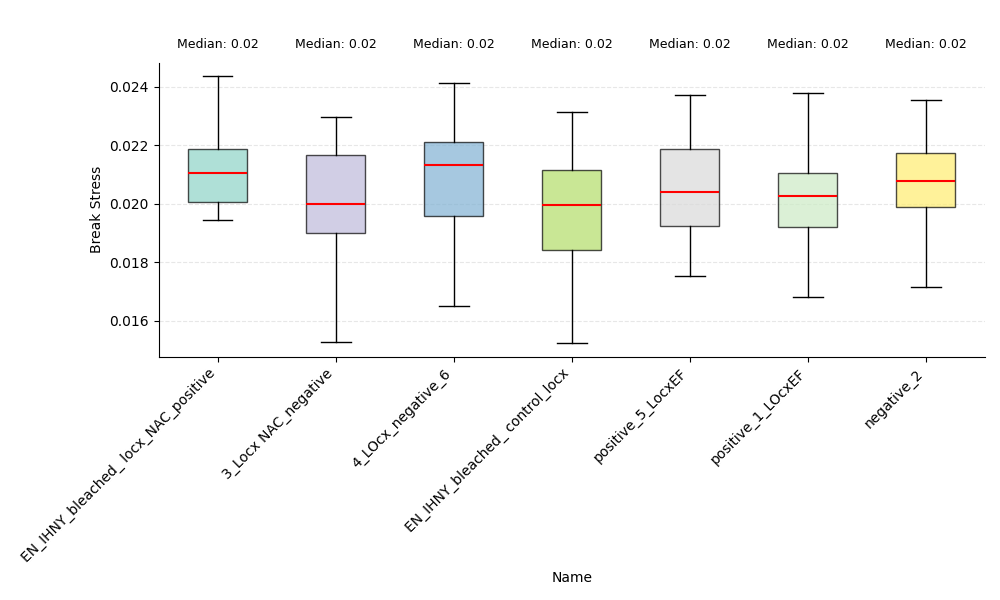 Median: 0.02 Median: 0.02 Median: 0.02 Median: 0.02 Median: 0.02 Median: 0.02 Median: 0.02
Break Stress
0.024
0.022
0.020
0.018
0.016
EN_IHNY_bleached_ locx_NAC_positive
3_Locx NAC_negative
4_LOcx_negative_6
EN_IHNY_bleached_ control_locx
positive_5_LocxEF
positive_1_LOcxEF
negative_2
Name